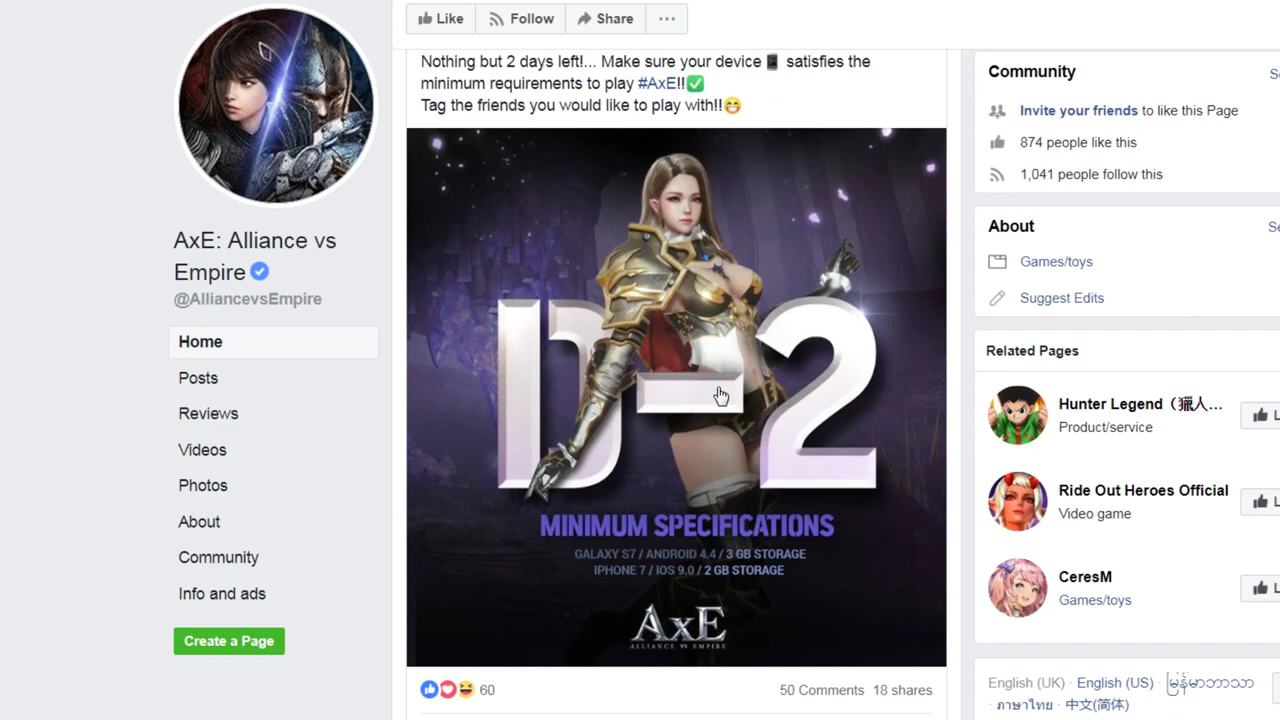 Like Follow Share
Nothing but 2 days left!... Make sure your device 📱 satisfies the
minimum requirements to play #AxE!!✅
Tag the friends you would like to play with!!😁
D-2
MINIMUM SPECIFICATIONS
GALAXY S7 / ANDROID 4.4 / 3 GB STORAGE
IPHONE 7 / IOS 9.0 / 2 GB STORAGE
AxE
ALLIANCE VS EMPIRE
60
50 Comments 18 shares
AxE: Alliance vs
Empire
@AlliancevsEmpire
Home
Posts
Reviews
Videos
Photos
About
Community
Info and ads
Create a Page
Community
Invite your friends to like this Page
874 people like this
1,041 people follow this
About
Games/toys
Suggest Edits
Related Pages
Hunter Legend（獵人...
Product/service
Ride Out Heroes Official
Video game
CeresM
Games/toys
English (UK) · English (US) · မြန်မာဘာသာ
· ภาษาไทย · 中文(简体)